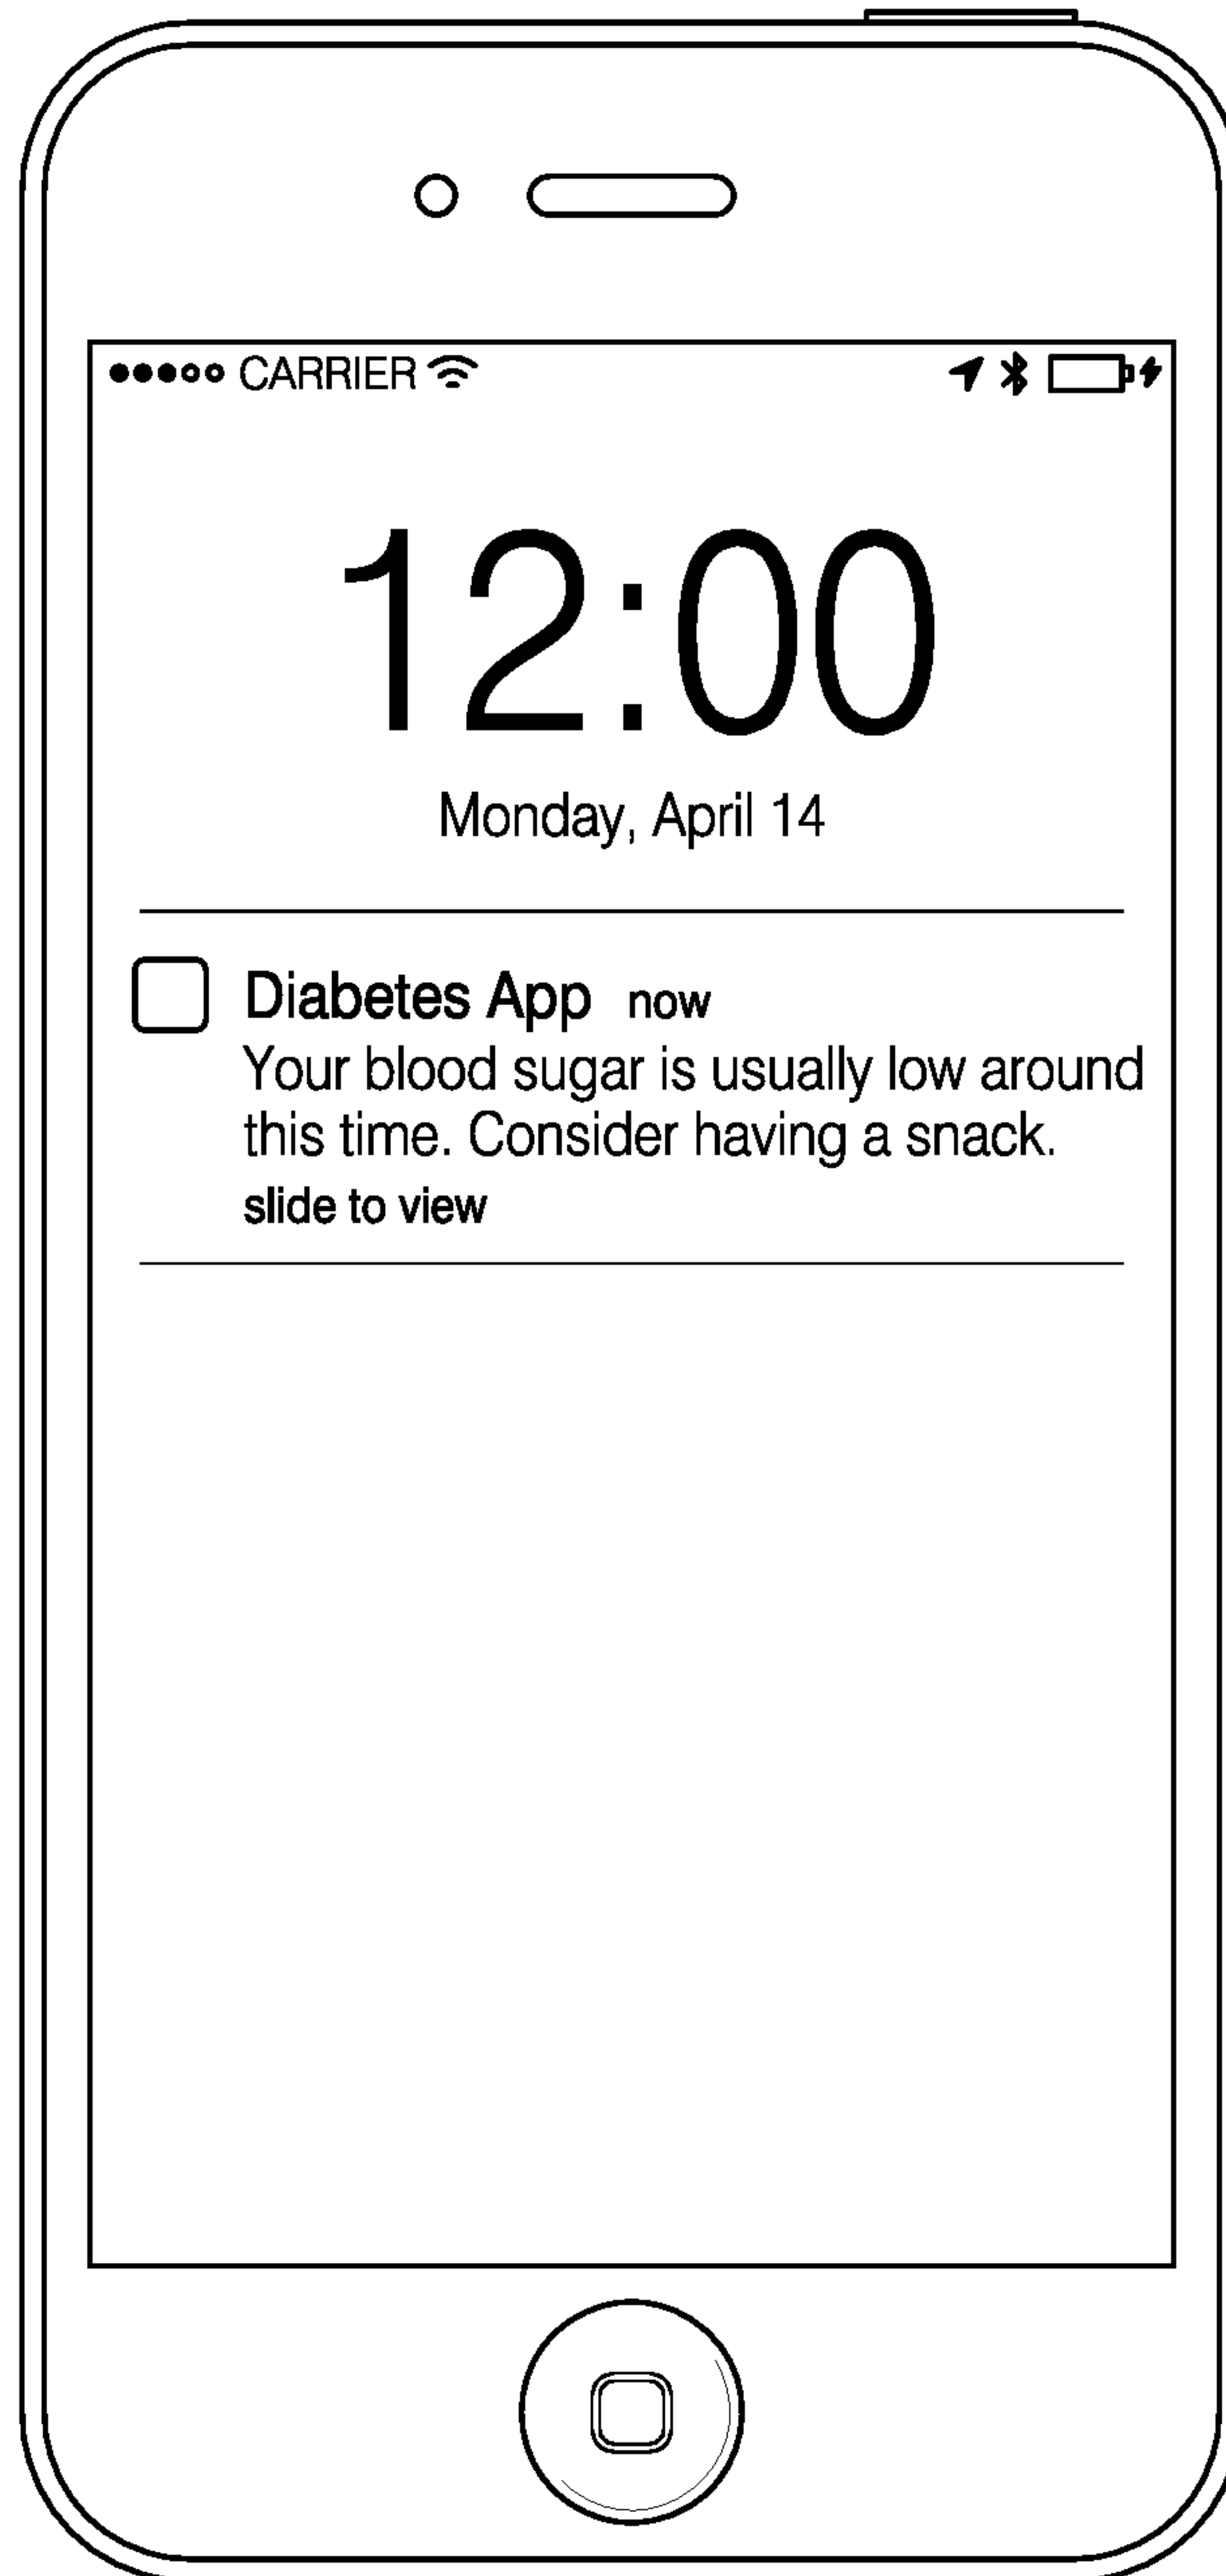 CARRIER
12:00
Monday, April 14
Diabetes App now
Your blood sugar is usually low around
this time. Consider having a snack.
slide to view